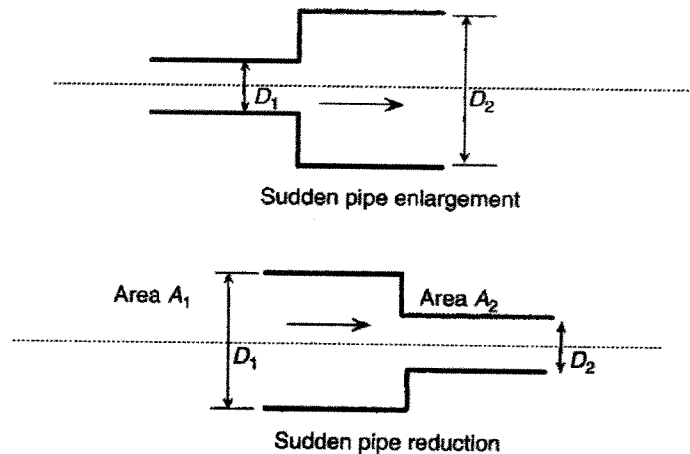 D₁
D₂
Sudden pipe enlargement
Area A₁
Area A₂
D₁
D₂
Sudden pipe reduction